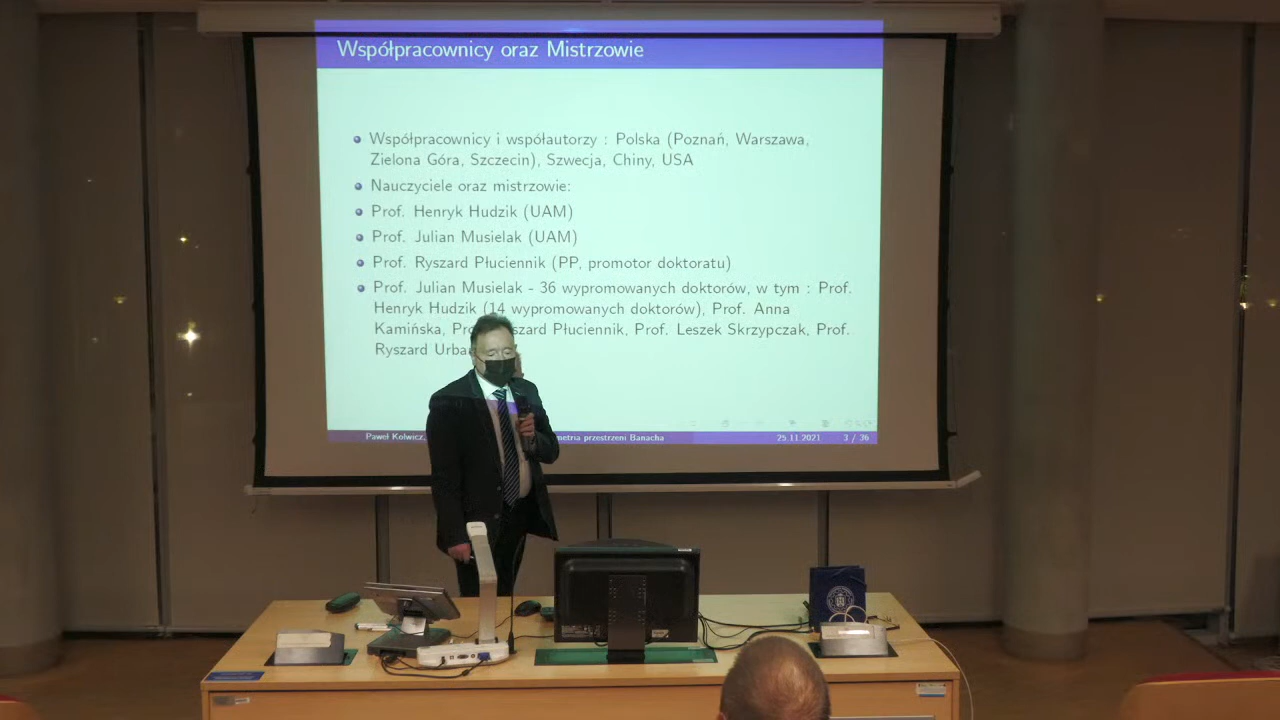 Współpracownicy oraz Mistrzowie
Współpracownicy i współautorzy : Polska (Poznań, Warszawa,
Zielona Góra, Szczecin), Szwecja, Chiny, USA
Nauczyciele oraz mistrzowie:
Prof. Henryk Hudzik (UAM)
Prof. Julian Musielak (UAM)
Prof. Ryszard Płuciennik (PP, promotor doktoratu)
Prof. Julian Musielak - 36 wypromowanych doktorów, w tym : Prof.
Henryk Hudzik (14 wypromowanych doktorów), Prof. Anna
Kamińska, Płuciennik, Prof. Leszek Skrzypczak, Prof.
Ryszard
Paweł Kolwicz, przestrzeni Banacha 25.11.2021 3 / 36